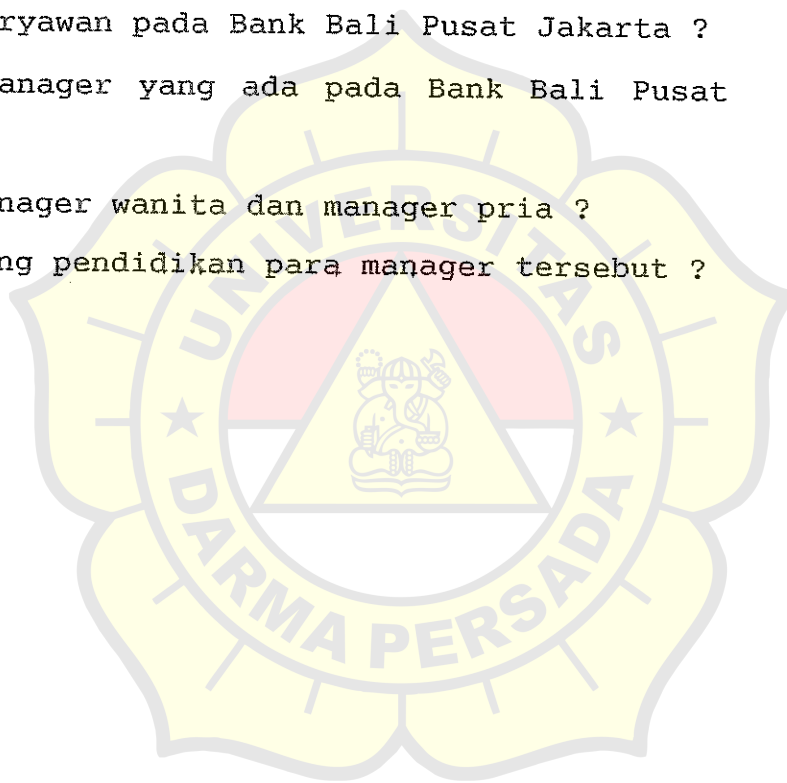 ryawan pada Bank Bali Pusat Jakarta ?
anager yang ada pada Bank Bali Pusat
nager wanita dan manager pria ?
ng pendidikan para manager tersebut ?
UNIVERSITAS
DARMA PERSADA